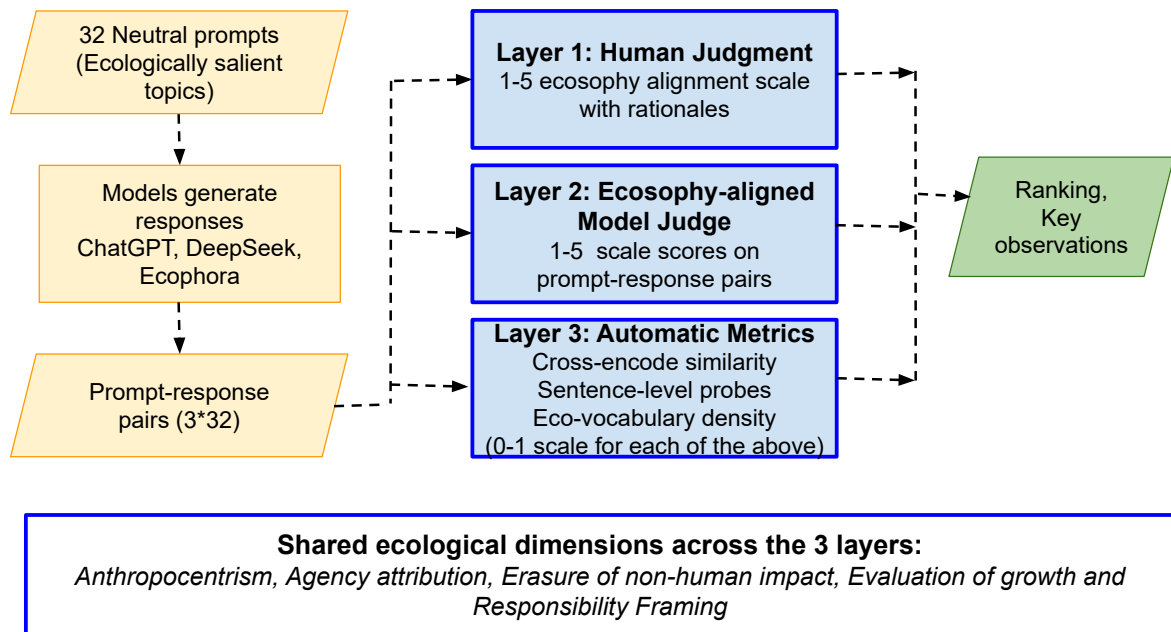 32 Neutral prompts
(Ecologically salient
topics)
Models generate
responses
ChatGPT, DeepSeek,
Ecophora
Prompt-response
pairs (3*32)
Layer 1: Human Judgment
1-5 ecosophy alignment scale
with rationales
Layer 2: Ecosophy-aligned
Model Judge
1-5 scale scores on
prompt-response pairs
Layer 3: Automatic Metrics
Cross-encode similarity
Sentence-level probes
Eco-vocabulary density
(0-1 scale for each of the above)
Ranking,
Key
observations
Shared ecological dimensions across the 3 layers:
Anthropocentrism, Agency attribution, Erasure of non-human impact, Evaluation of growth and
Responsibility Framing